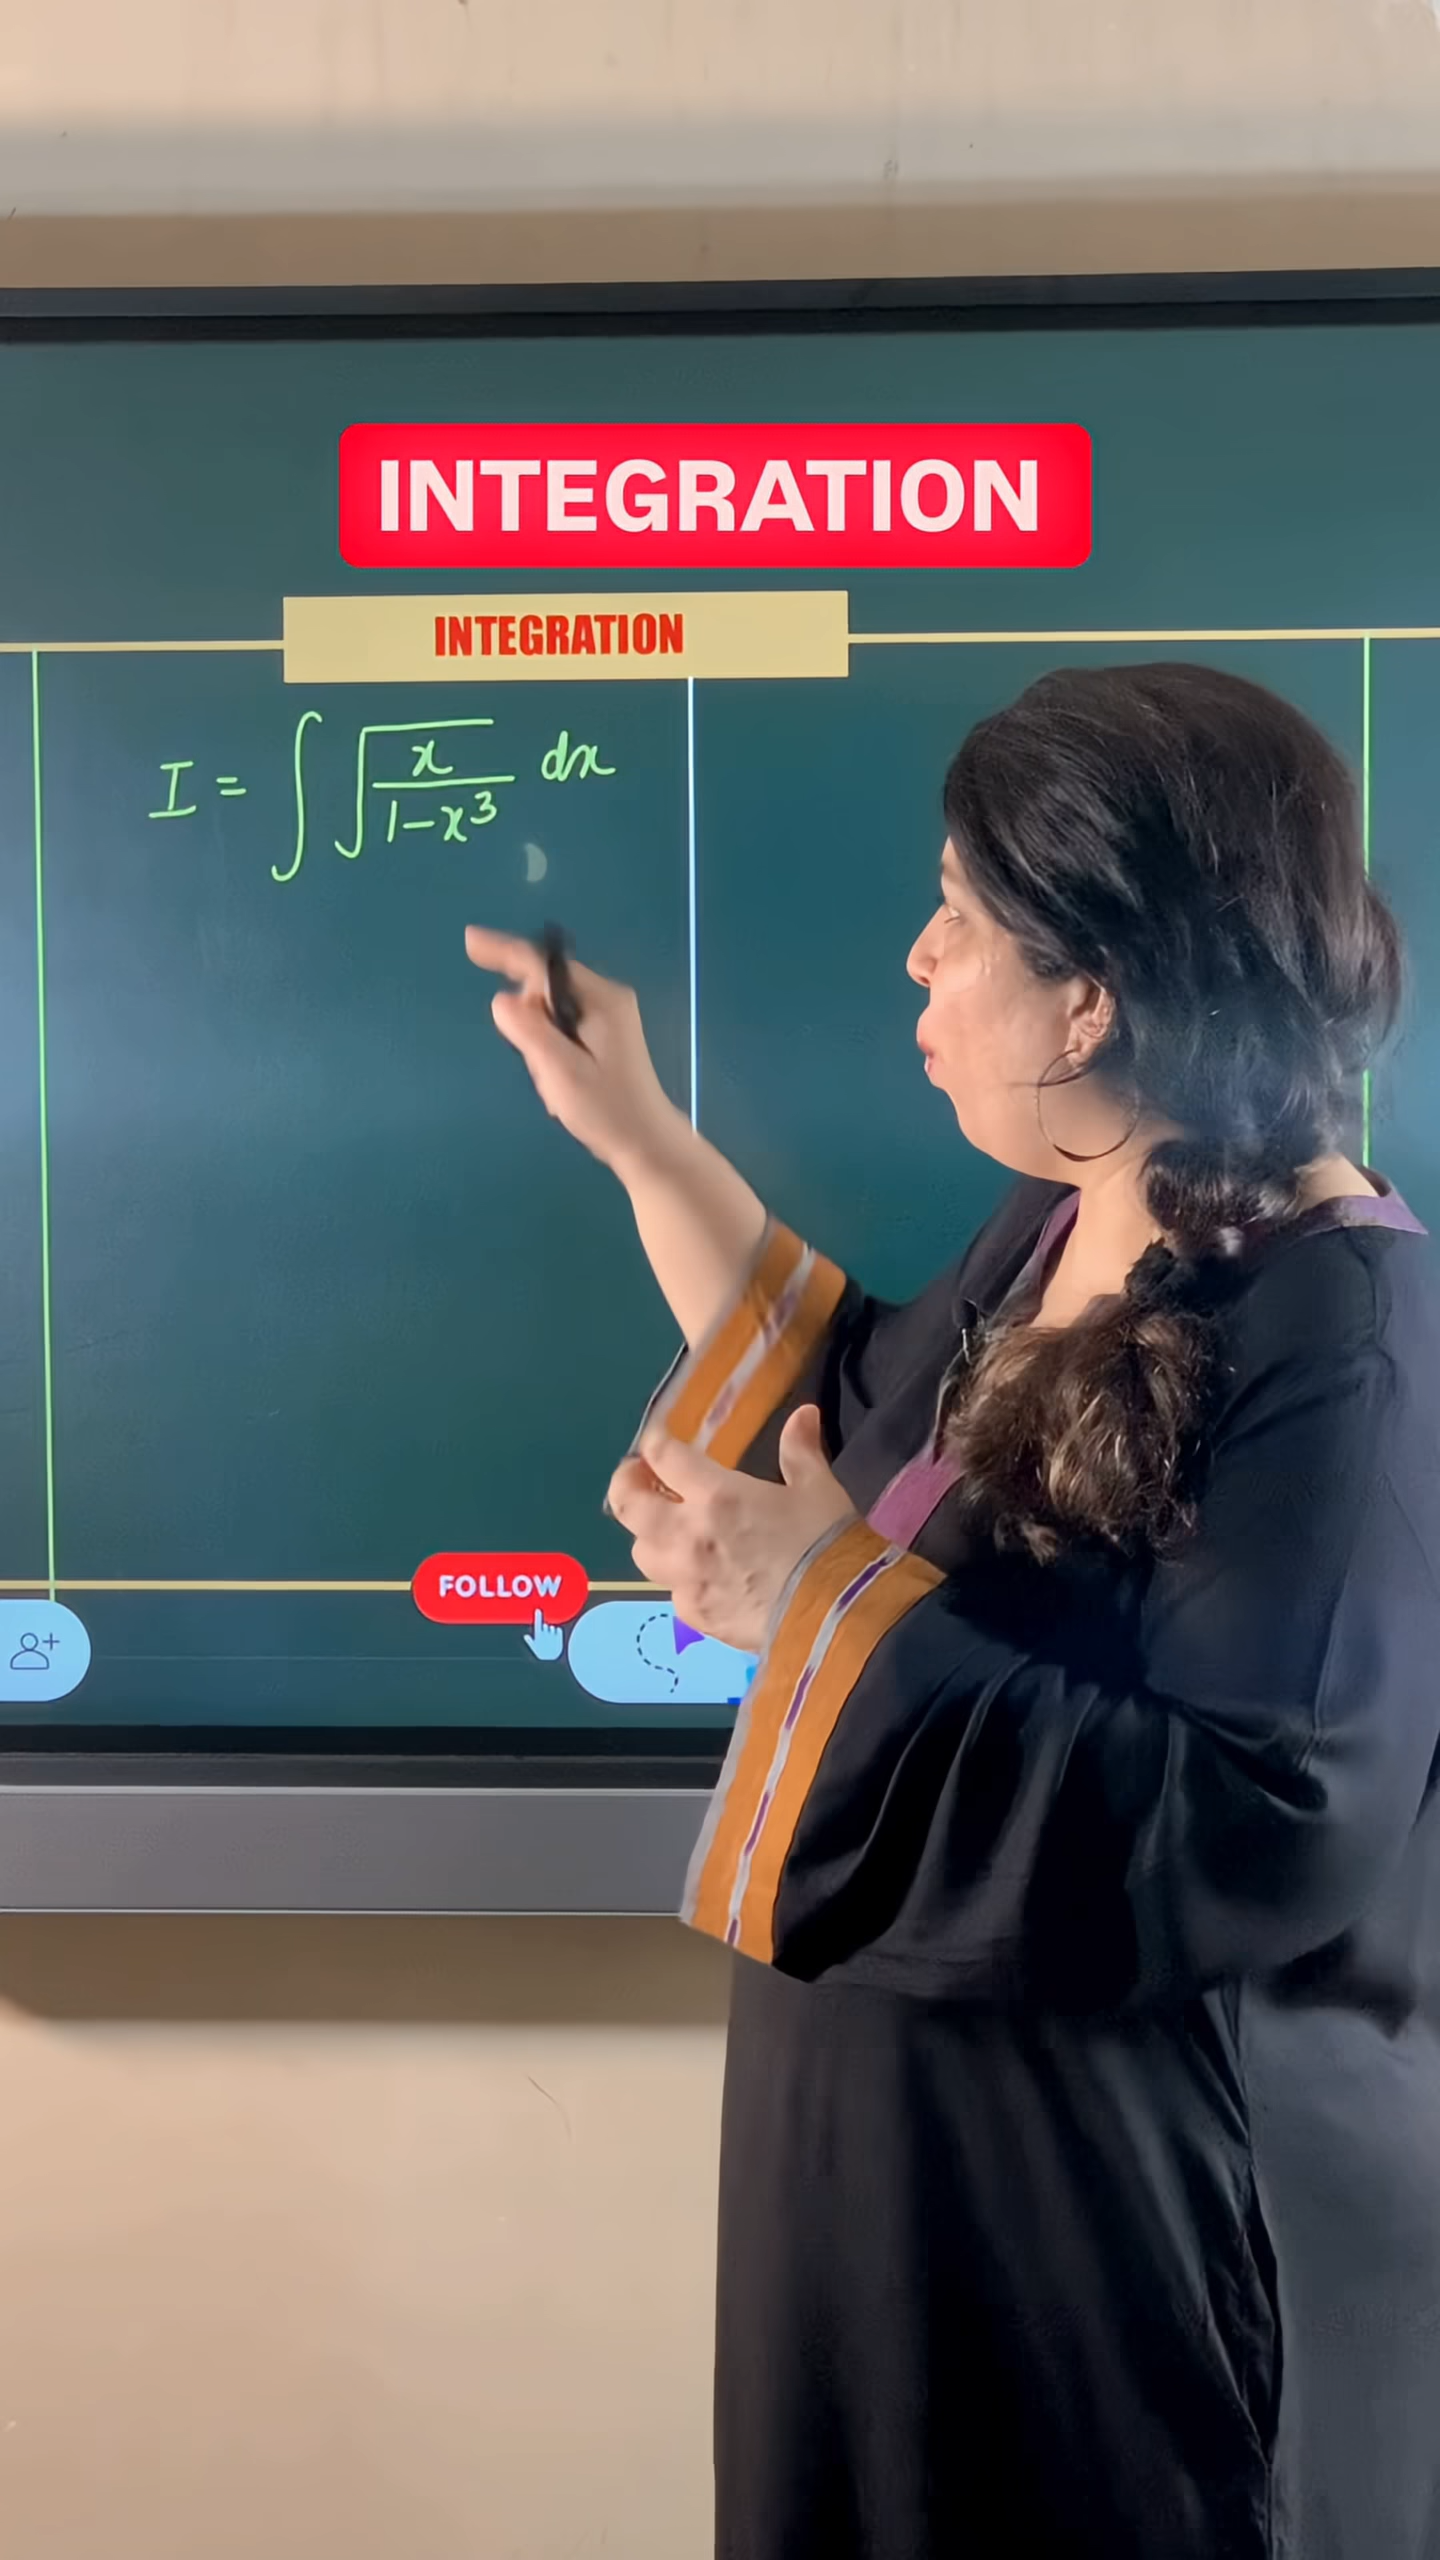 INTEGRATION
INTEGRATION
I = ∫ √(x/(1-x³)) dx
FOLLOW